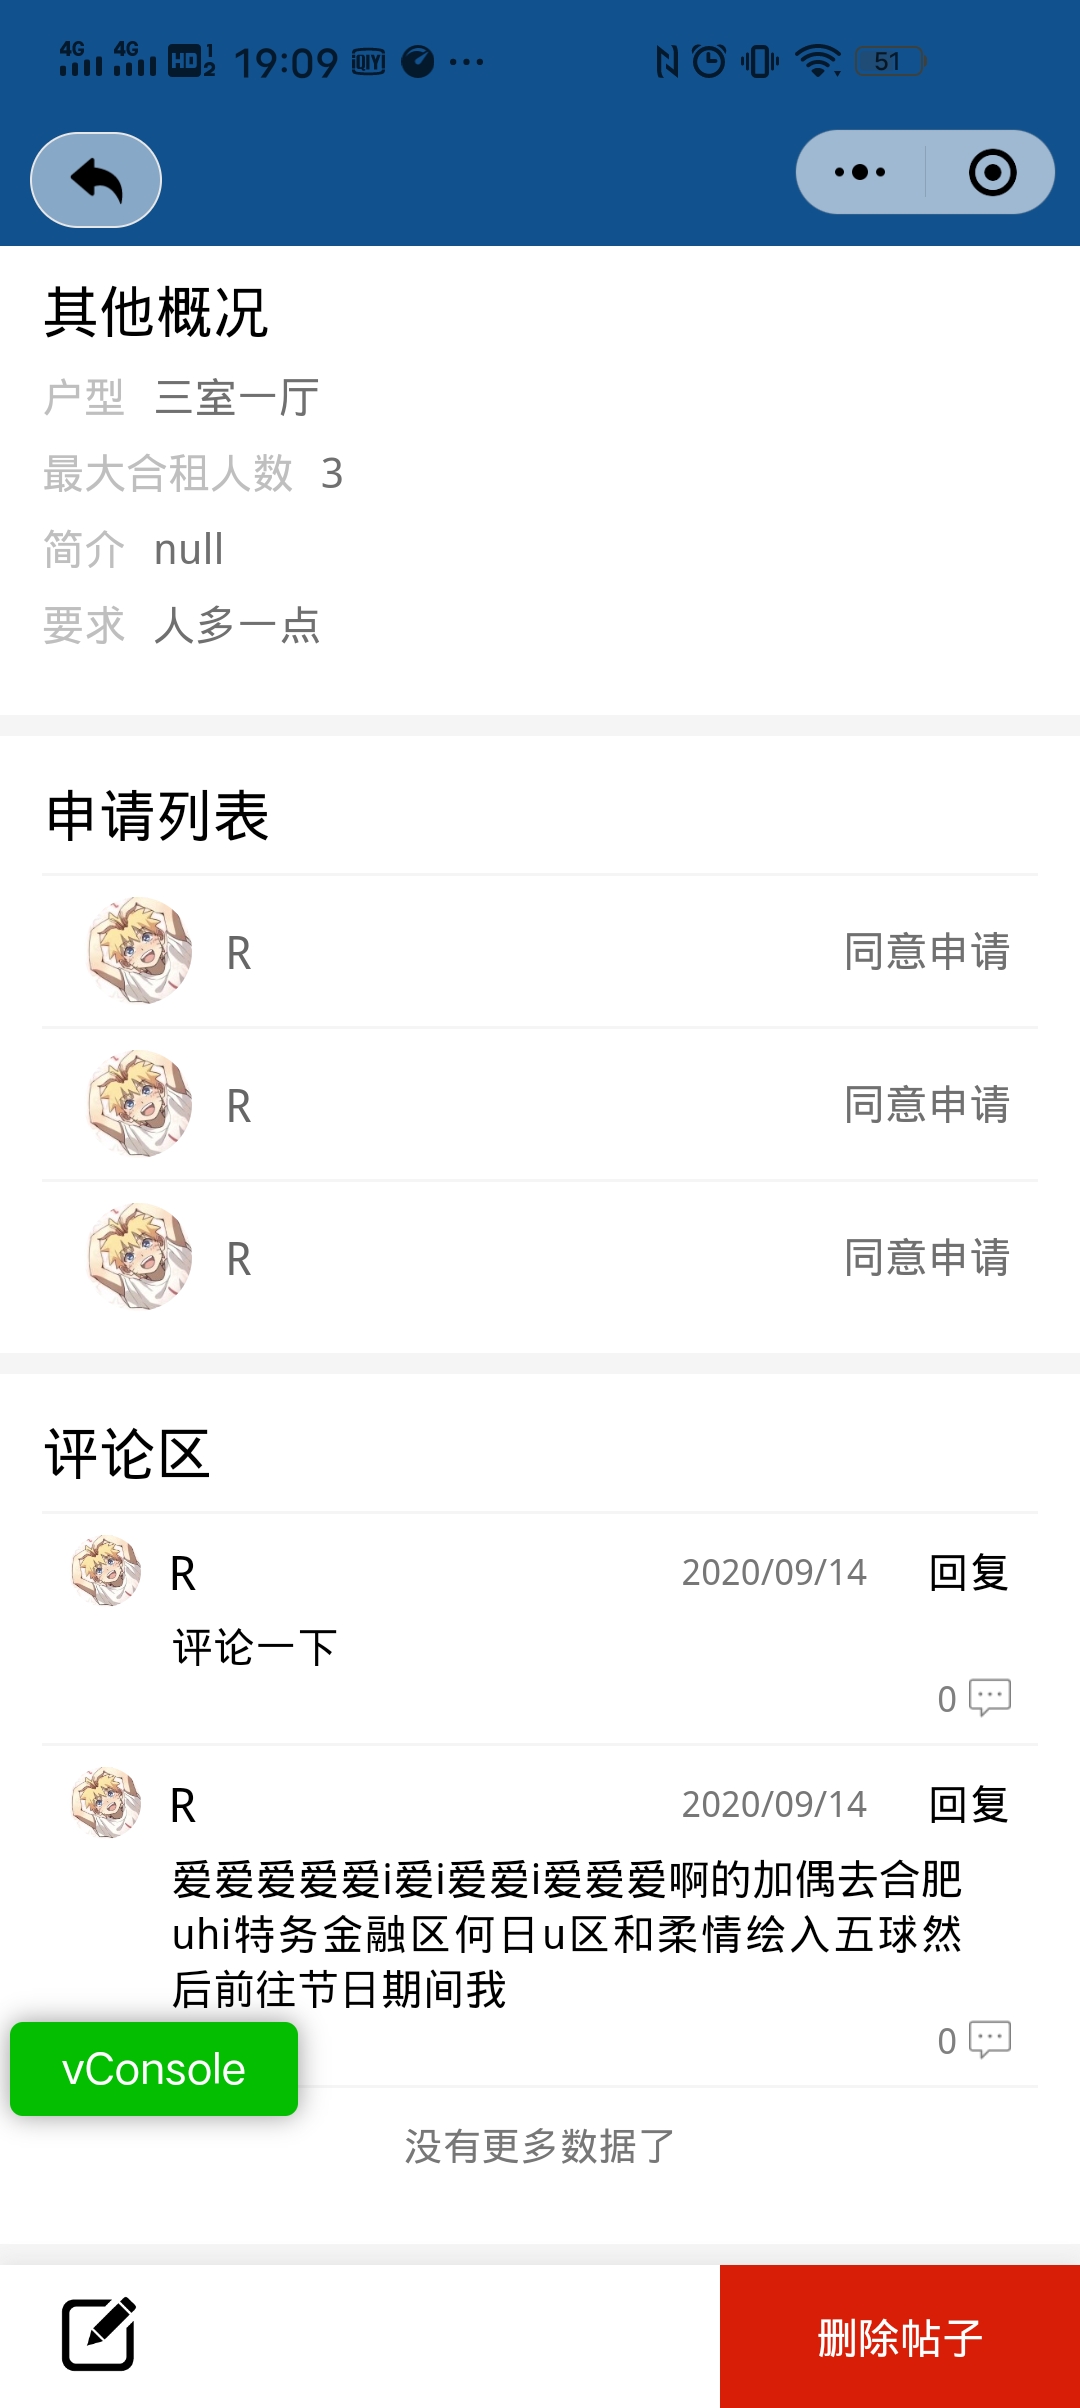 4G 4G HD 1 2 19:09 QIYI 51
其他概况
户型 三室一厅
最大合租人数 3
简介 null
要求 人多一点
申请列表
R 同意申请
R 同意申请
R 同意申请
评论区
R 2020/09/14 回复
评论一下
0
R 2020/09/14 回复
爱爱爱爱爱i爱i爱爱i爱爱爱啊的加偶去合肥
uhi特务金融区何日u区和柔情绘入五球然
后前往节日期间我
0
vConsole
没有更多数据了
删除帖子